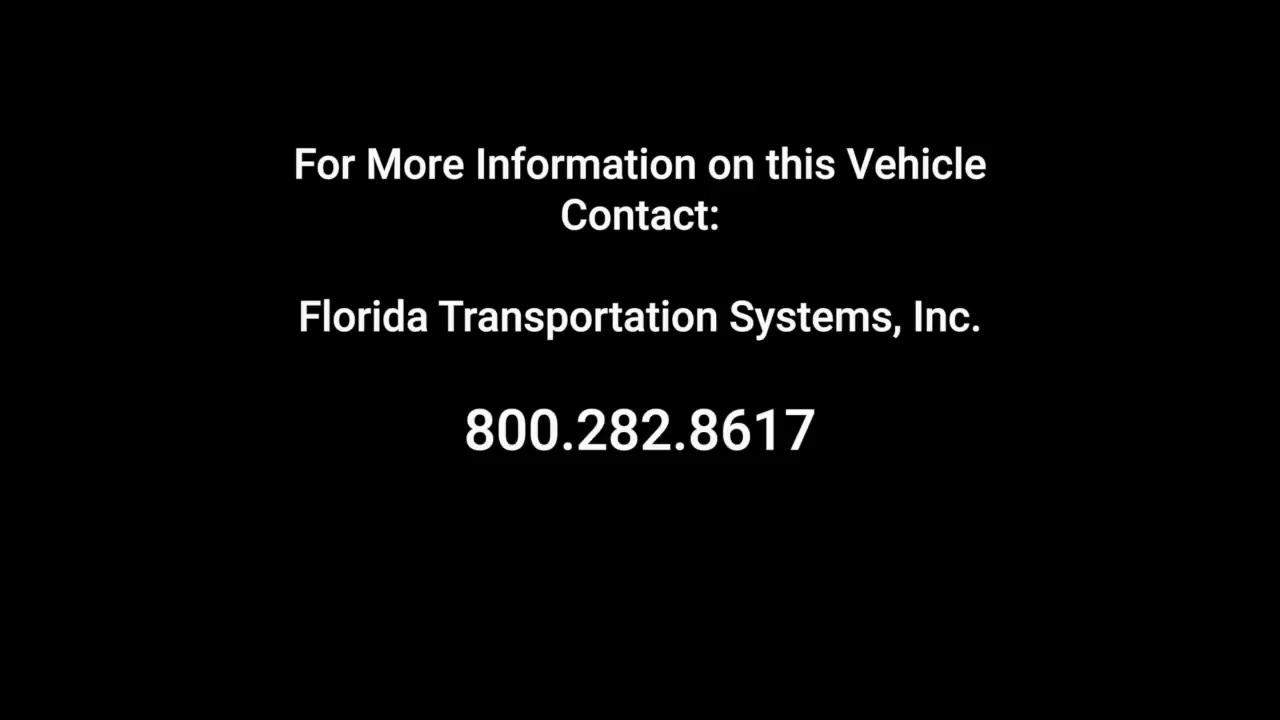 For More Information on this Vehicle
Contact:
Florida Transportation Systems, Inc.
800.282.8617